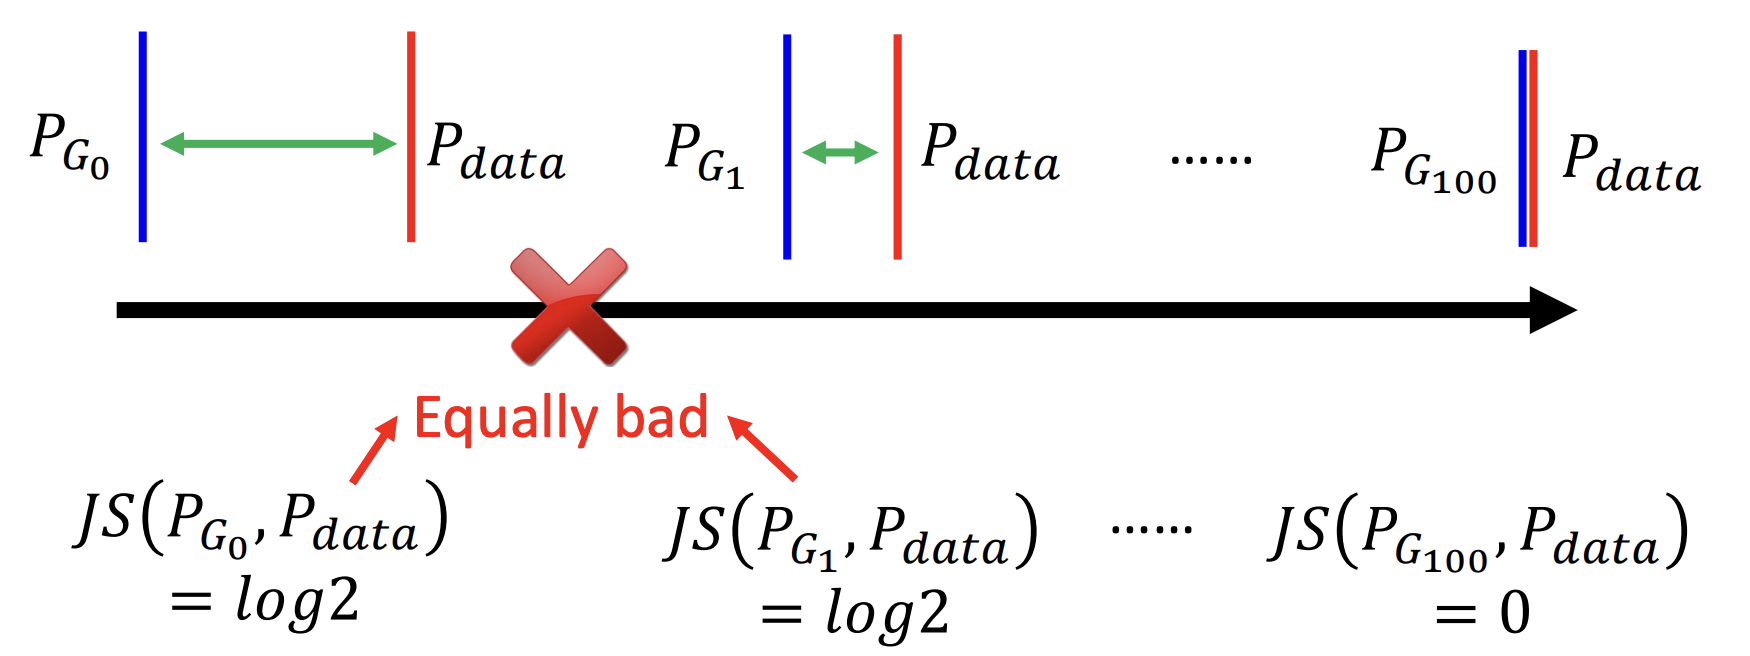 P_{G_0} P_{data} P_{G_1} P_{data} ...... P_{G_{100}} P_{data}
Equally bad
JS(P_{G_0}, P_{data}) JS(P_{G_1}, P_{data}) ...... JS(P_{G_{100}}, P_{data})
= log2 = log2 = 0